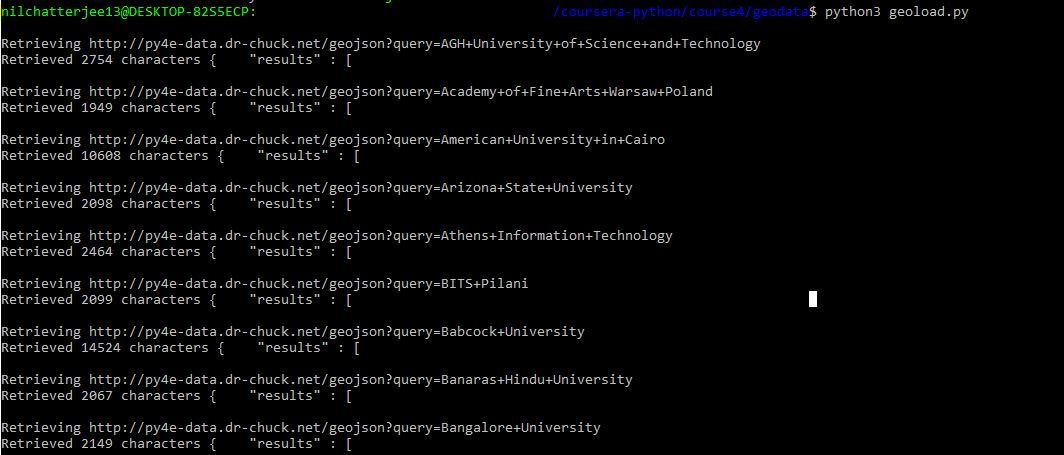 nilchatterjee13@DESKTOP-82S5ECP: /coursera-python/course4/geodata$ python3 geoload.py
Retrieving http://py4e-data.dr-chuck.net/geojson?query=AGH+University+of+Science+and+Technology
Retrieved 2754 characters {    "results" : [
Retrieving http://py4e-data.dr-chuck.net/geojson?query=Academy+of+Fine+Arts+Warsaw+Poland
Retrieved 1949 characters {    "results" : [
Retrieving http://py4e-data.dr-chuck.net/geojson?query=American+University+in+Cairo
Retrieved 10608 characters {    "results" : [
Retrieving http://py4e-data.dr-chuck.net/geojson?query=Arizona+State+University
Retrieved 2098 characters {    "results" : [
Retrieving http://py4e-data.dr-chuck.net/geojson?query=Athens+Information+Technology
Retrieved 2464 characters {    "results" : [
Retrieving http://py4e-data.dr-chuck.net/geojson?query=BITS+Pilani
Retrieved 2099 characters {    "results" : [
Retrieving http://py4e-data.dr-chuck.net/geojson?query=Babcock+University
Retrieved 14524 characters {    "results" : [
Retrieving http://py4e-data.dr-chuck.net/geojson?query=Banaras+Hindu+University
Retrieved 2067 characters {    "results" : [
Retrieving http://py4e-data.dr-chuck.net/geojson?query=Bangalore+University
Retrieved 2149 characters {    "results" : [